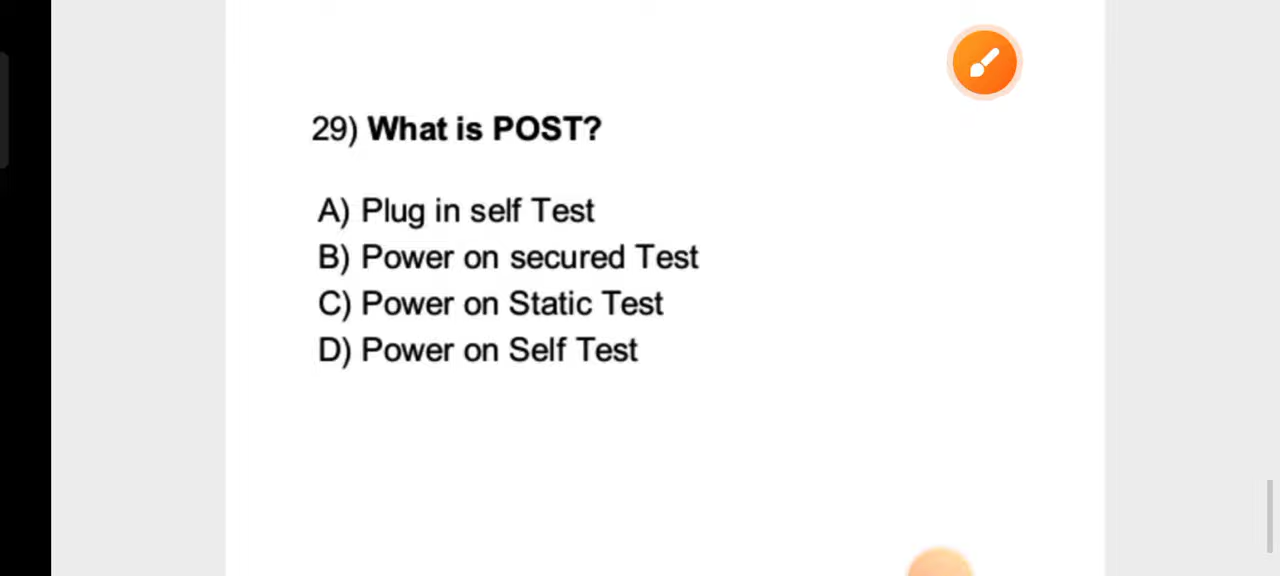 29) What is POST?
A) Plug in self Test
B) Power on secured Test
C) Power on Static Test
D) Power on Self Test